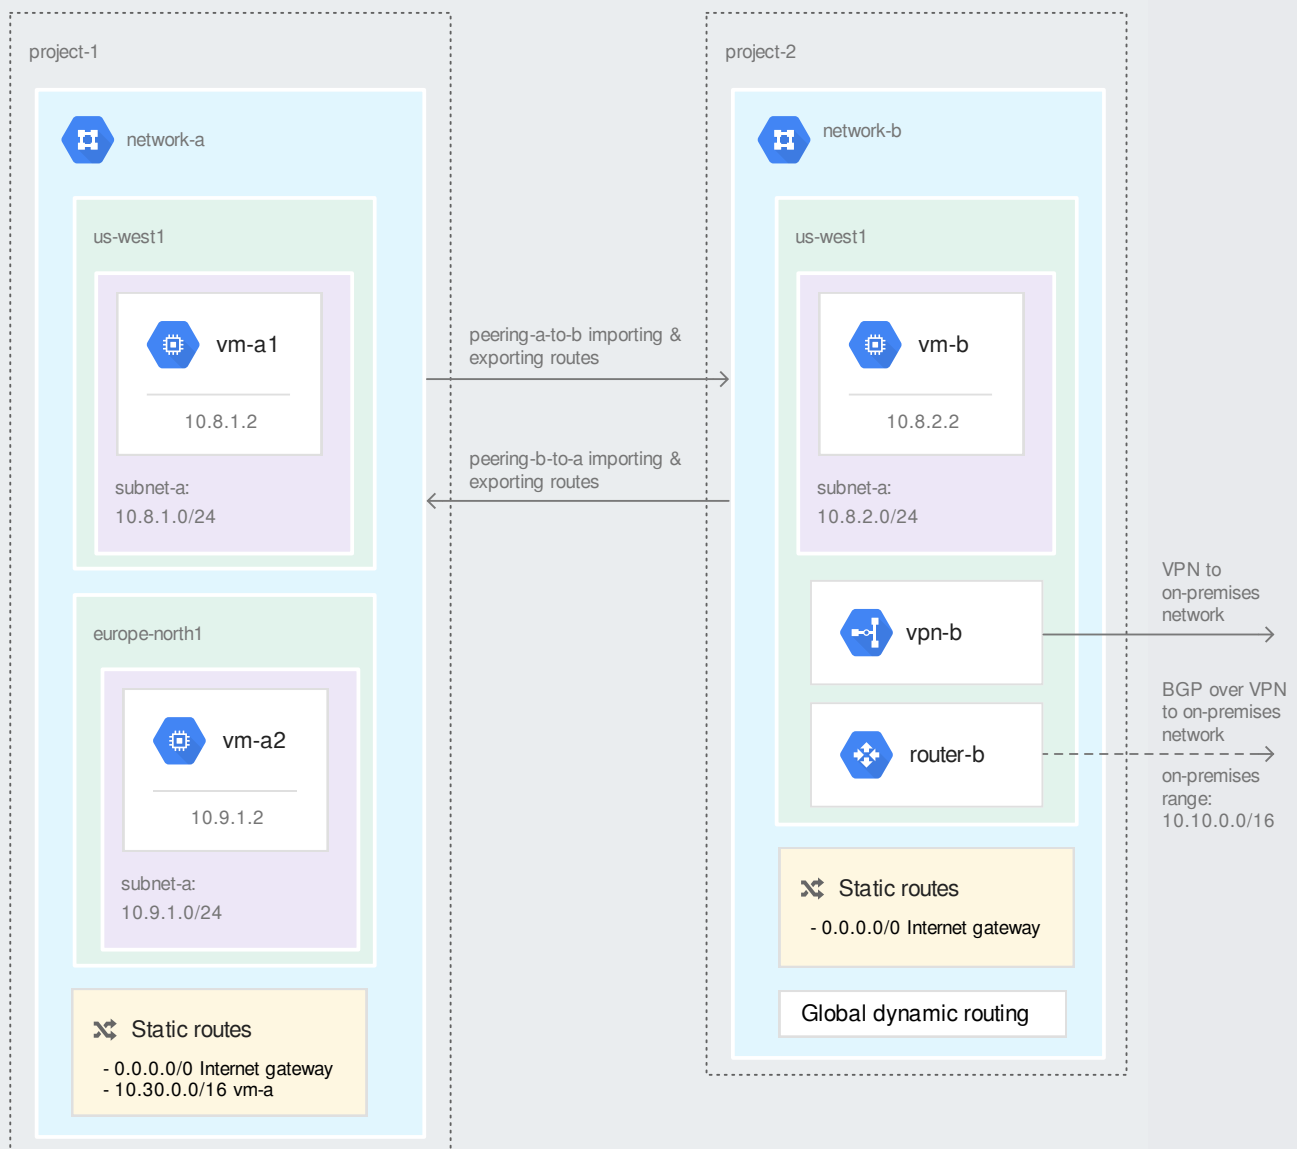 project-1
network-a
us-west1
vm-a1
10.8.1.2
subnet-a:
10.8.1.0/24
europe-north1
vm-a2
10.9.1.2
subnet-a:
10.9.1.0/24
Static routes
- 0.0.0.0/0 Internet gateway
- 10.30.0.0/16 vm-a
peering-a-to-b importing &
exporting routes
peering-b-to-a importing &
exporting routes
project-2
network-b
us-west1
vm-b
10.8.2.2
subnet-a:
10.8.2.0/24
vpn-b
router-b
Static routes
- 0.0.0.0/0 Internet gateway
Global dynamic routing
VPN to
on-premises
network
BGP over VPN
to on-premises
network
on-premises
range:
10.10.0.0/16